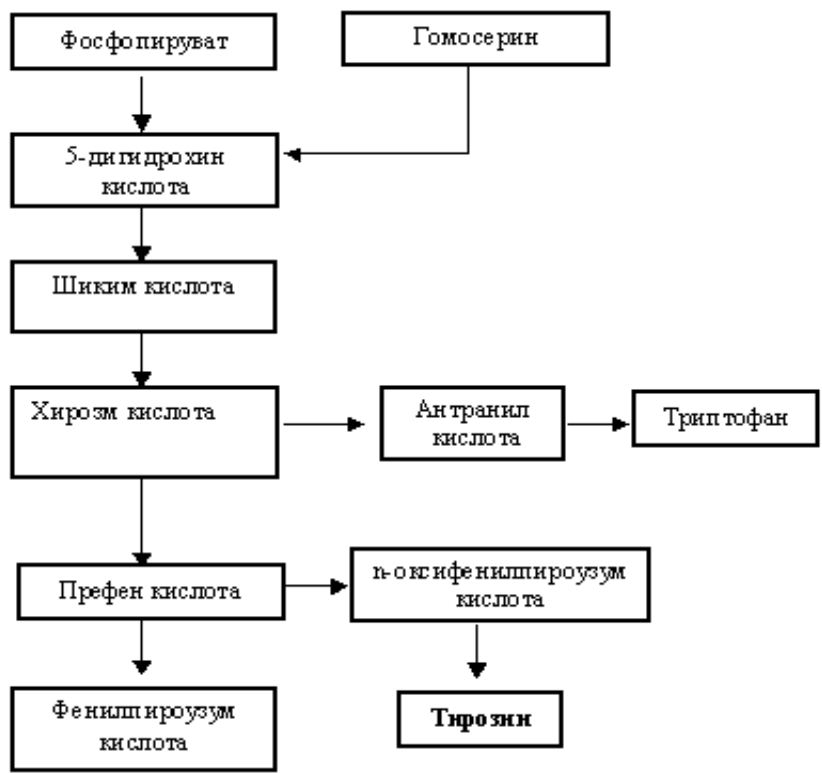 Фосфопируват
Гомосерин
5-дигидрохин
кислота
Шиким кислота
Хирозм кислота
Антранил
кислота
Триптофан
Префен кислота
n-оксифенилпироузум
кислота
Фенилпироузум
кислота
Тирозин